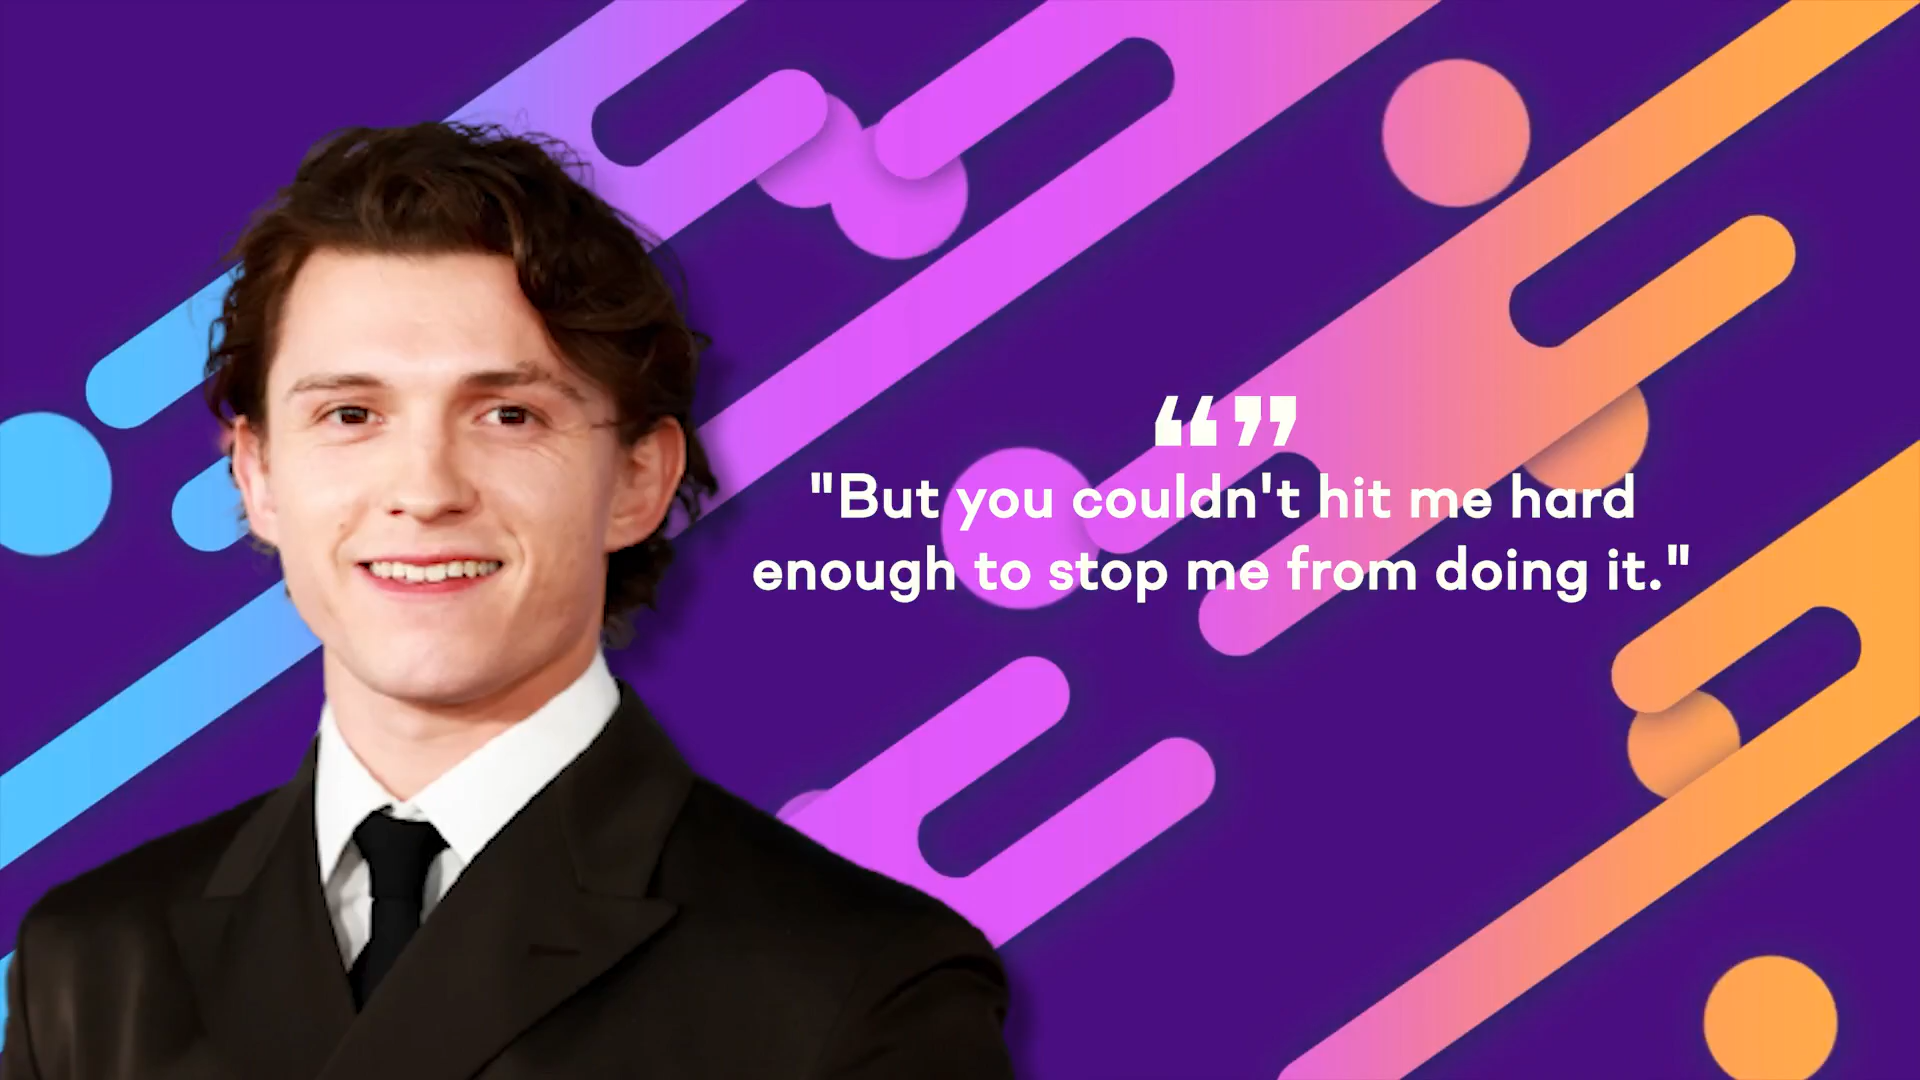 ❝❞
"But you couldn't hit me hard
enough to stop me from doing it."